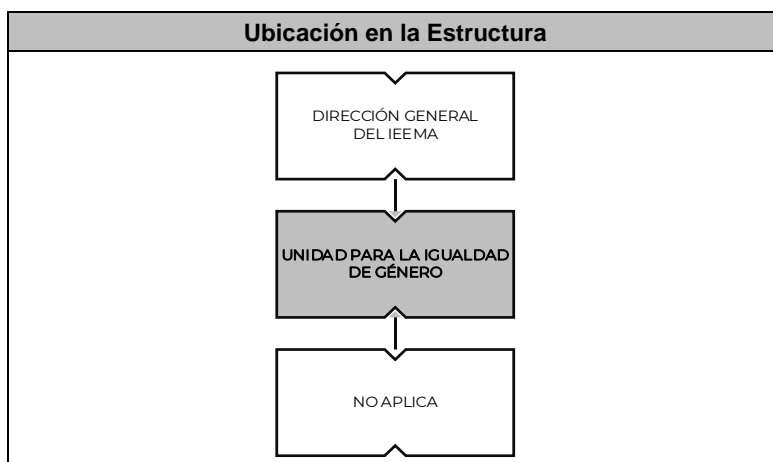 Ubicación en la Estructura
DIRECCIÓN GENERAL
DEL IEEMA
UNIDAD PARA LA IGUALDAD
DE GÉNERO
NO APLICA